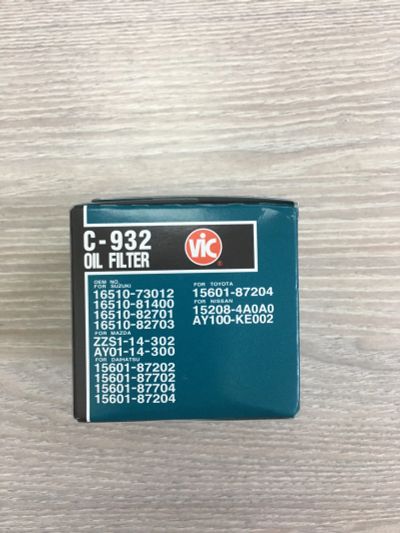 C-932
OIL FILTER
VIC
OEM NO.
FOR SUZUKI
16510-73012
16510-81400
16510-82701
16510-82703
FOR MAZDA
ZZS1-14-302
AY01-14-300
FOR DAIHATSU
15601-87202
15601-87702
15601-87704
15601-87204
FOR TOYOTA
15601-87204
FOR NISSAN
15208-4A0A0
AY100-KE002